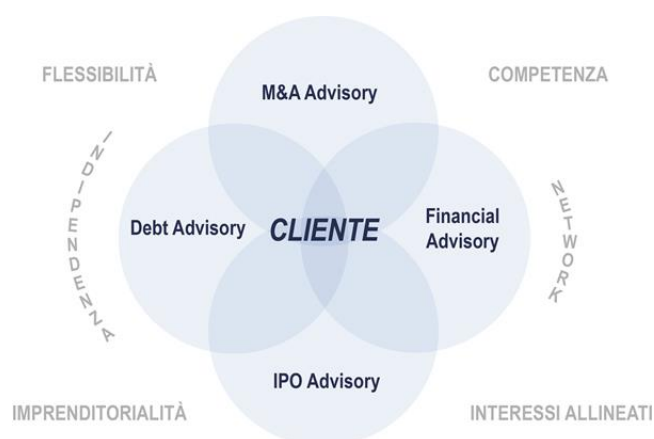 FLESSIBILITÀ
COMPETENZA
M&A Advisory
INDIPENDENZA
Debt Advisory
CLIENTE
Financial
Advisory
NETWORK
IPO Advisory
IMPRENDITORIALITÀ
INTERESSI ALLINEATI